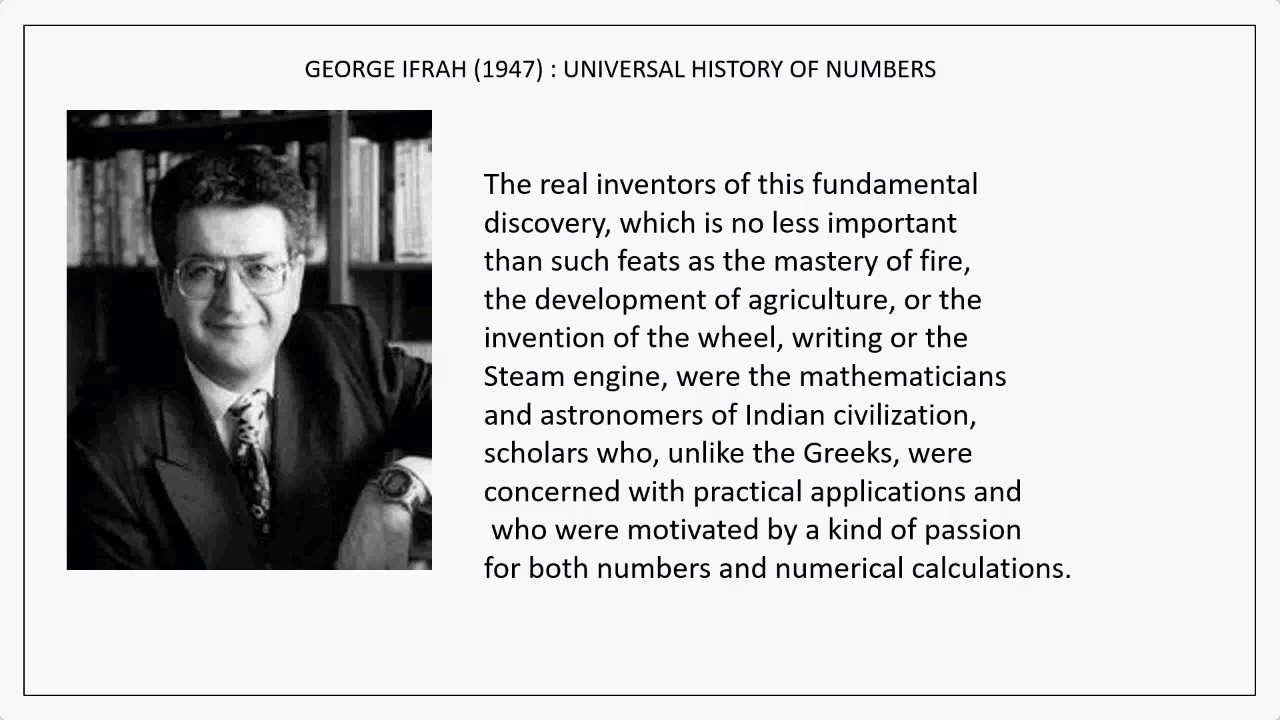 GEORGE IFRAH (1947) : UNIVERSAL HISTORY OF NUMBERS
The real inventors of this fundamental
discovery, which is no less important
than such feats as the mastery of fire,
the development of agriculture, or the
invention of the wheel, writing or the
Steam engine, were the mathematicians
and astronomers of Indian civilization,
scholars who, unlike the Greeks, were
concerned with practical applications and
who were motivated by a kind of passion
for both numbers and numerical calculations.